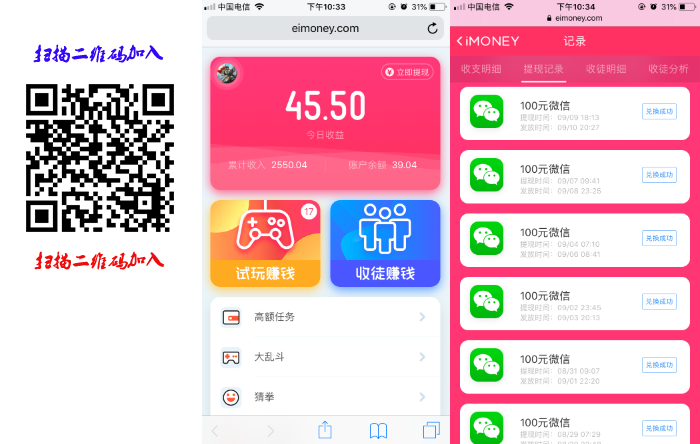 扫描二维码加入
扫描二维码加入
中国电信
下午10:33
31%
eimoney.com
立即提现
45.50
今日收益
累计收入 2550.04
账户余额 39.04
17
试玩赚钱
收徒赚钱
高额任务
大乱斗
猜拳
中国电信
下午10:34
31%
eimoney.com
iMONEY
记录
收支明细
提现记录
收徒明细
收徒分析
100元微信
提现时间：09/09 18:13
发放时间：09/10 20:27
兑换成功
100元微信
提现时间：09/07 09:41
发放时间：09/08 23:25
兑换成功
100元微信
提现时间：09/04 07:10
发放时间：09/06 08:41
兑换成功
100元微信
提现时间：09/02 23:45
发放时间：09/03 20:13
兑换成功
100元微信
提现时间：08/31 09:07
发放时间：09/01 22:20
兑换成功
100元微信
提现时间：08/29 07:29
兑换成功